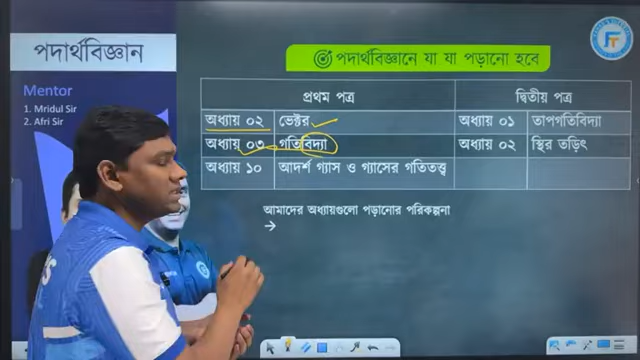 পদার্থবিজ্ঞান
Mentor
1. Mridul Sir
2. Afri Sir
পদার্থবিজ্ঞানে যা যা পড়ানো হবে
প্রথম পত্র দ্বিতীয় পত্র
অধ্যায় ০২ ভেক্টর অধ্যায় ০১ তাপগতিবিদ্যা
অধ্যায় ০৩ গতিবিদ্যা অধ্যায় ০২ স্থির তড়িৎ
অধ্যায় ১০ আদর্শ গ্যাস ও গ্যাসের গতিতত্ত্ব
আমাদের অধ্যায়গুলো পড়ানোর পরিকল্পনা
→